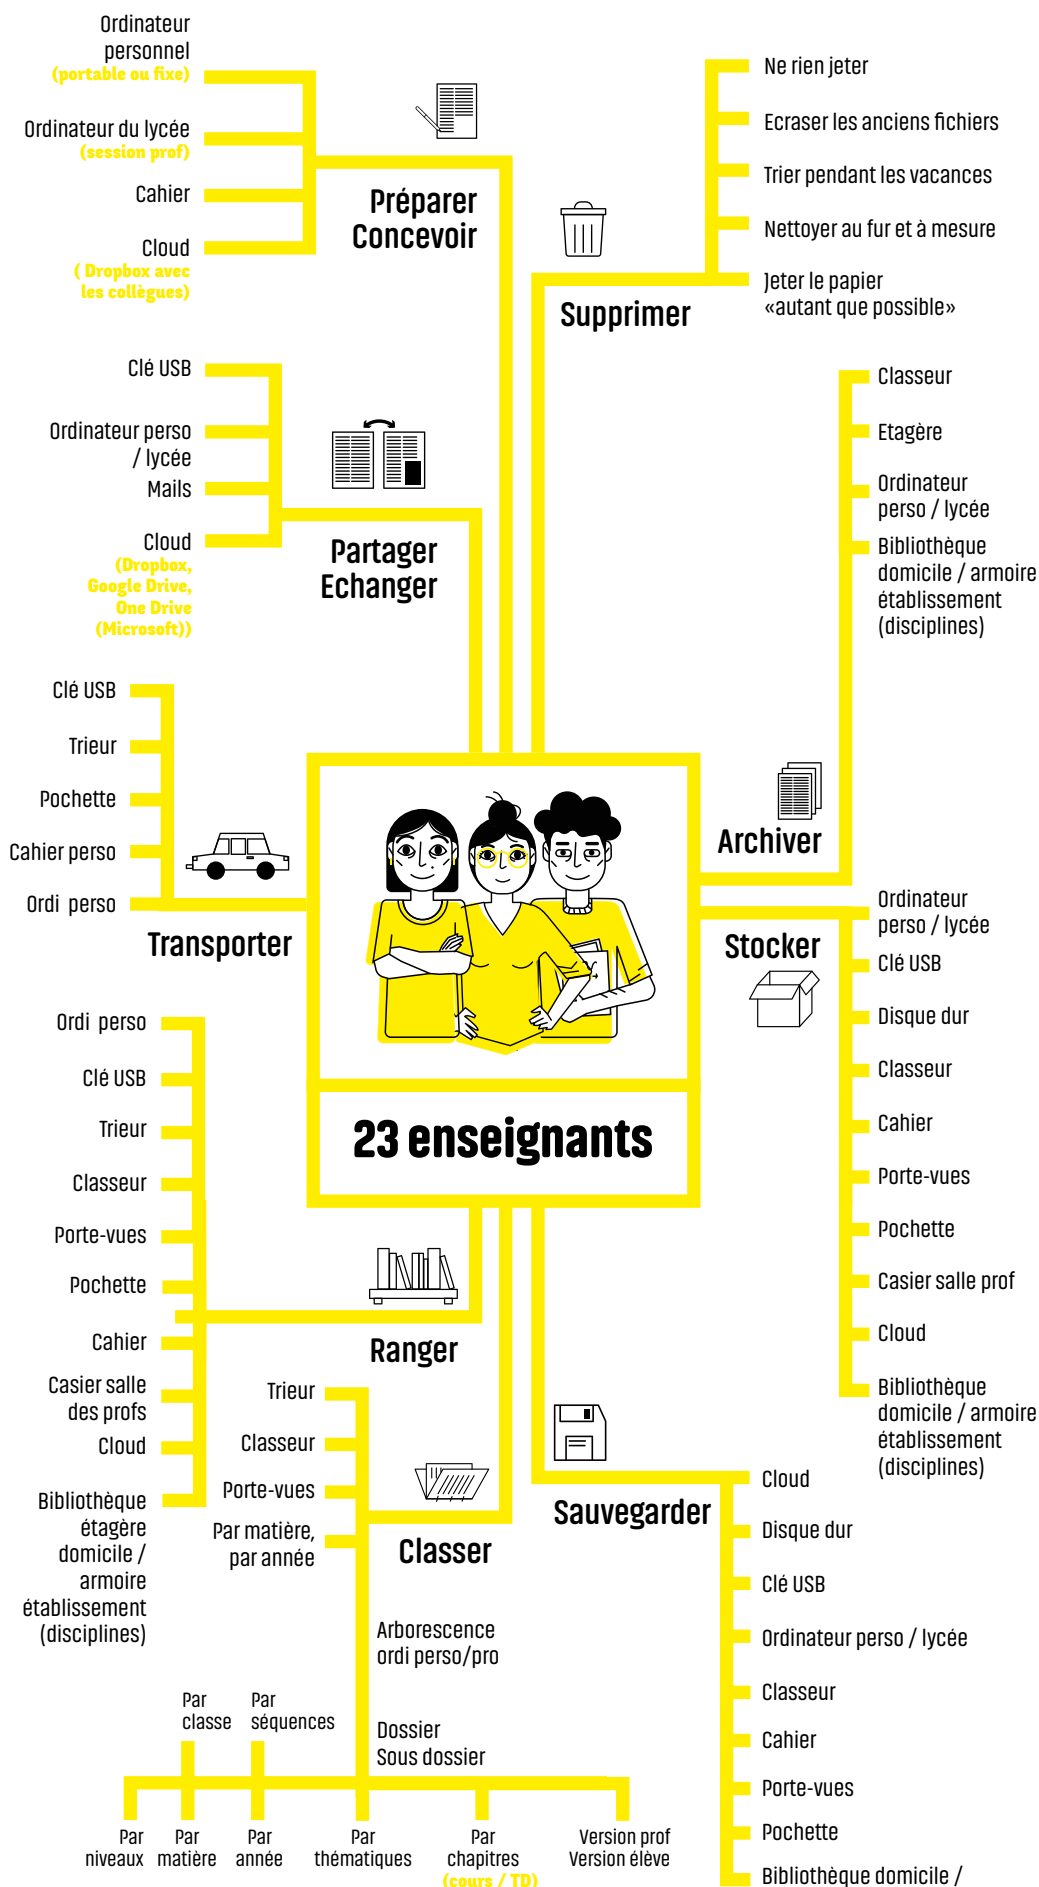 Ordinateur
personnel
(portable ou fixe)
Ordinateur du lycée
(session prof)
Cahier
Cloud
( Dropbox avec
les collègues)
Préparer
Concevoir
Ne rien jeter
Ecraser les anciens fichiers
Trier pendant les vacances
Nettoyer au fur et à mesure
Jeter le papier
«autant que possible»
Supprimer
Clé USB
Ordinateur perso
/ lycée
Mails
Cloud
(Dropbox,
Google Drive,
One Drive
(Microsoft))
Partager
Echanger
Classeur
Etagère
Ordinateur
perso / lycée
Bibliothèque
domicile / armoire
établissement
(disciplines)
Archiver
Clé USB
Trieur
Pochette
Cahier perso
Ordi perso
Transporter
Stocker
Ordinateur
perso / lycée
Clé USB
Disque dur
Classeur
Cahier
Porte-vues
Pochette
Casier salle prof
Cloud
Bibliothèque
domicile / armoire
établissement
(disciplines)
23 enseignants
Ordi perso
Clé USB
Trieur
Classeur
Porte-vues
Pochette
Cahier
Casier salle
des profs
Cloud
Bibliothèque
étagère
domicile /
armoire
établissement
(disciplines)
Ranger
Trieur
Classeur
Porte-vues
Par matière,
par année
Classer
Arborescence
ordi perso/pro
Dossier
Sous dossier
Par
classe
Par
séquences
Par
niveaux
Par
matière
Par
année
Par
thématiques
Par
chapitres
(cours / TD)
Version prof
Version élève
Sauvegarder
Cloud
Disque dur
Clé USB
Ordinateur perso / lycée
Classeur
Cahier
Porte-vues
Pochette
Bibliothèque domicile /